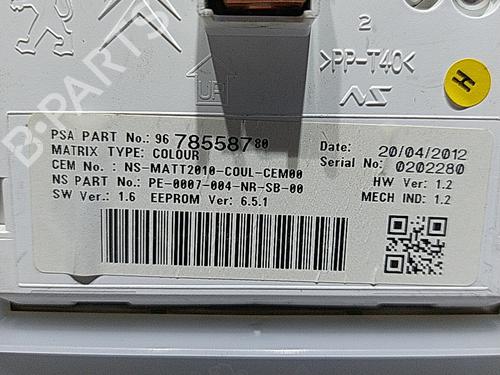 2
>PP-T40<
UP
H
PSA PART No.: 96 785587 80
MATRIX TYPE: COLOUR
CEM No. : NS-MATT2010-COUL-CEM00
NS PART No.: PE-0007-004-NR-SB-00
SW Ver.: 1.6 EEPROM Ver: 6.5.1
Date: 20/04/2012
Serial No: 0202280
HW Ver: 1.2
MECH IND: 1.2
B-PARTS